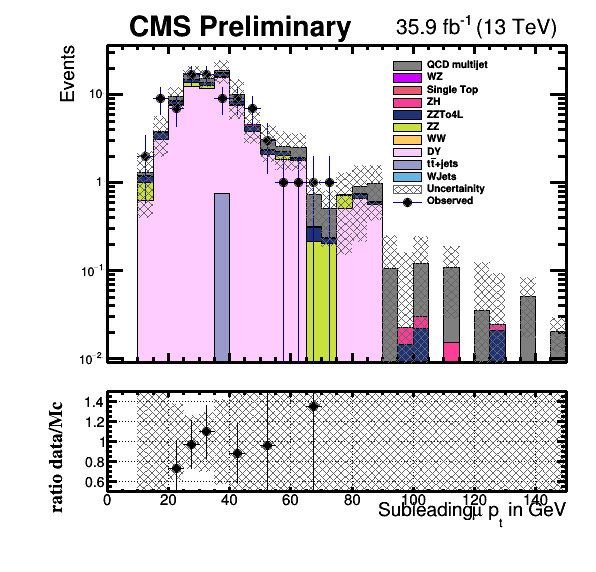 CMS Preliminary
35.9 fb⁻¹ (13 TeV)
Events
10
1
10⁻¹
10⁻²
QCD multijet
WZ
Single Top
ZH
ZZTo4L
ZZ
WW
DY
tt̄+jets
WJets
Uncertainity
Observed
ratio data/Mc
1.4
1.2
1
0.8
0.6
0 20 40 60 80 100 120 140
Subleadingμ pₜ in GeV